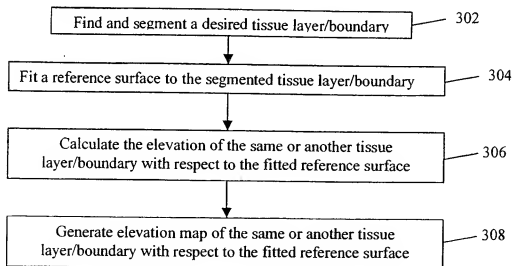 Find and segment a desired tissue layer/boundary 302
Fit a reference surface to the segmented tissue layer/boundary 304
Calculate the elevation of the same or another tissue
layer/boundary with respect to the fitted reference surface 306
Generate elevation map of the same or another tissue
layer/boundary with respect to the fitted reference surface 308